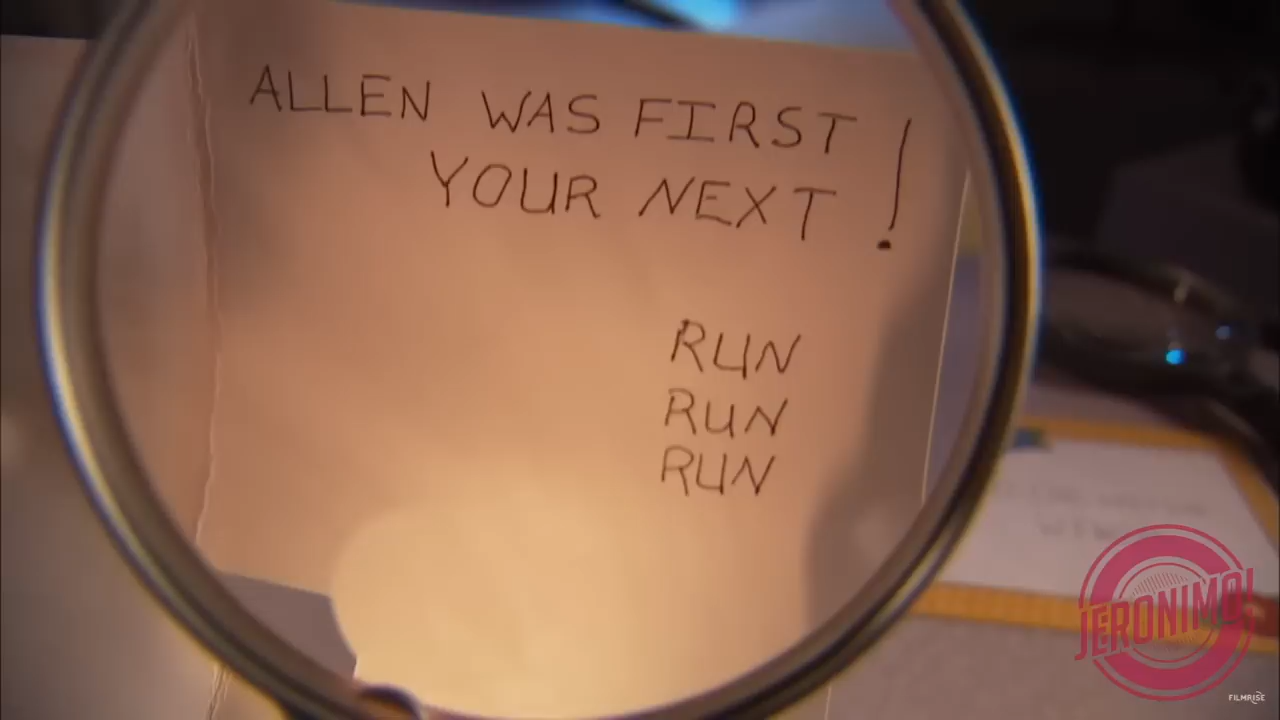 ALLEN WAS FIRST
YOUR NEXT !
RUN
RUN
RUN
JERONIMO!
FILMRISE